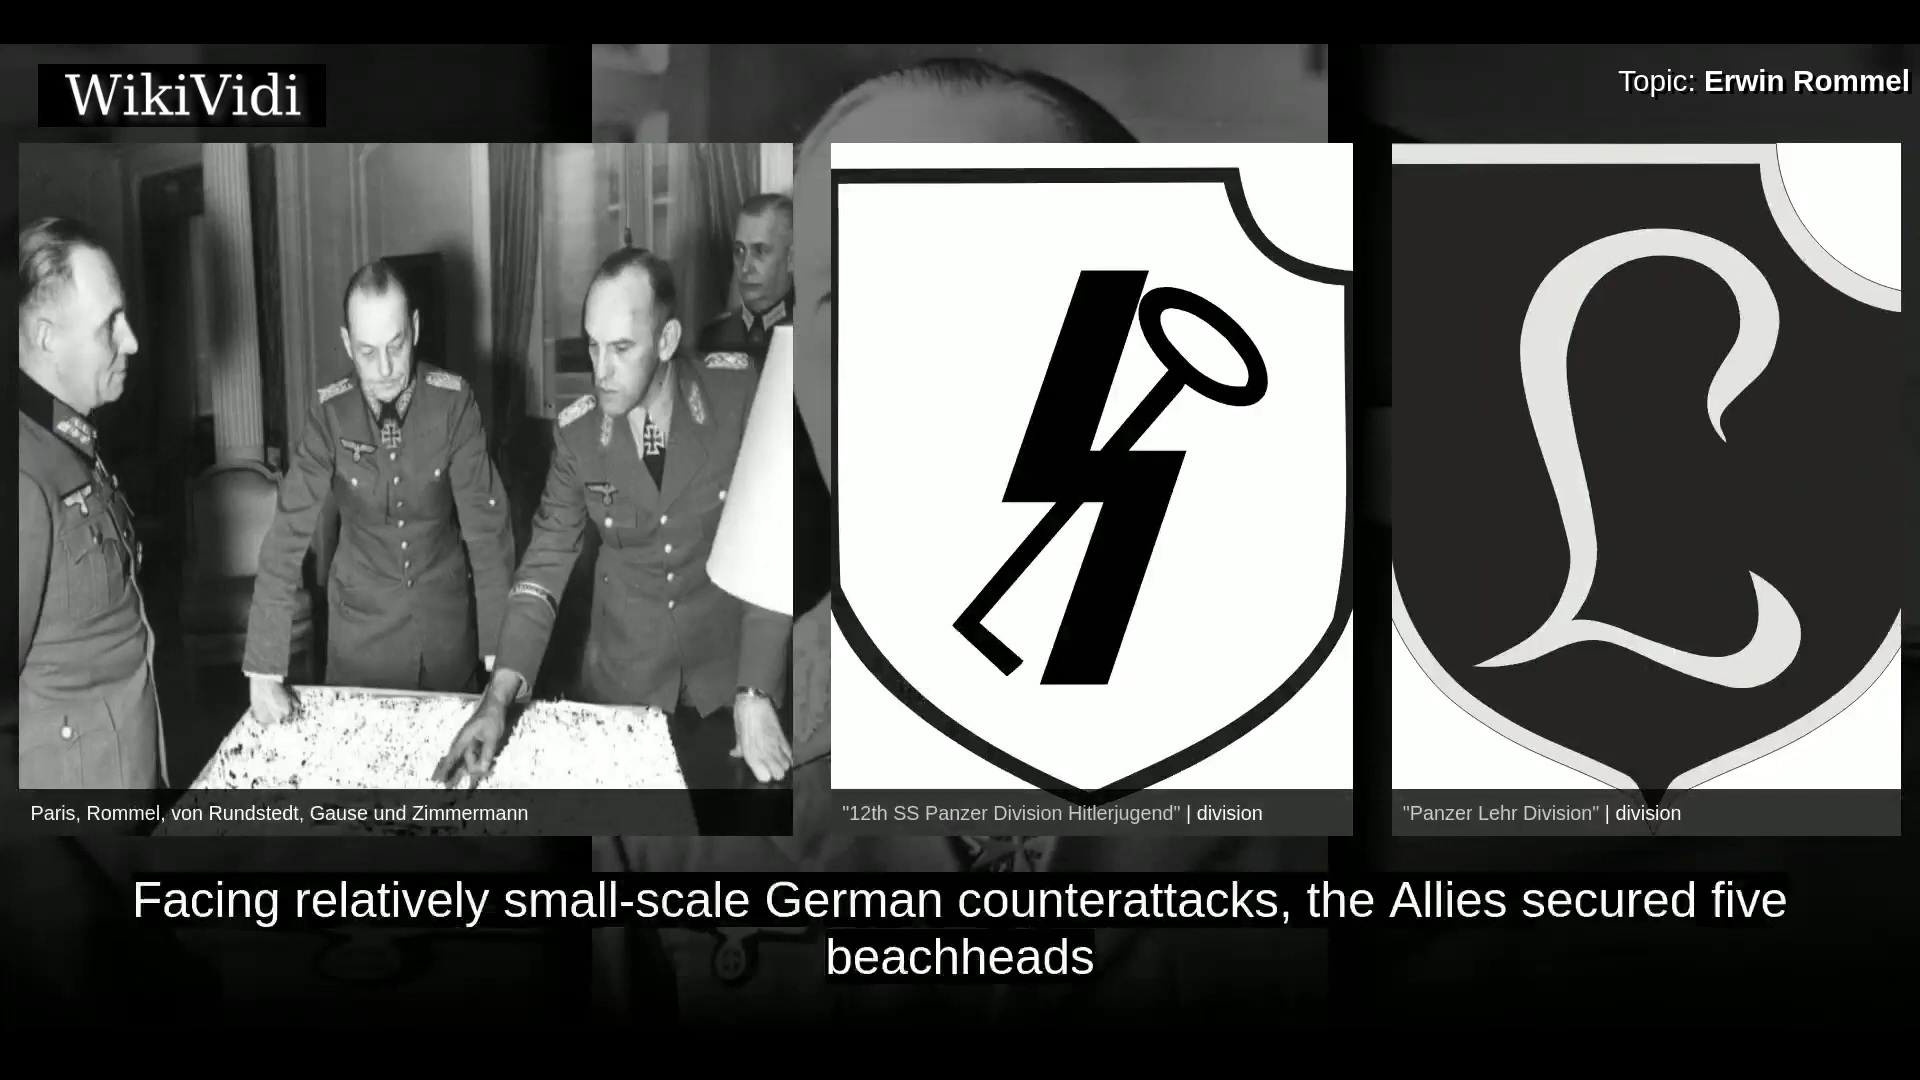 WikiVidi
Topic: Erwin Rommel
Paris, Rommel, von Rundstedt, Gause und Zimmermann
"12th SS Panzer Division Hitlerjugend" | division
"Panzer Lehr Division" | division
Facing relatively small-scale German counterattacks, the Allies secured five
beachheads